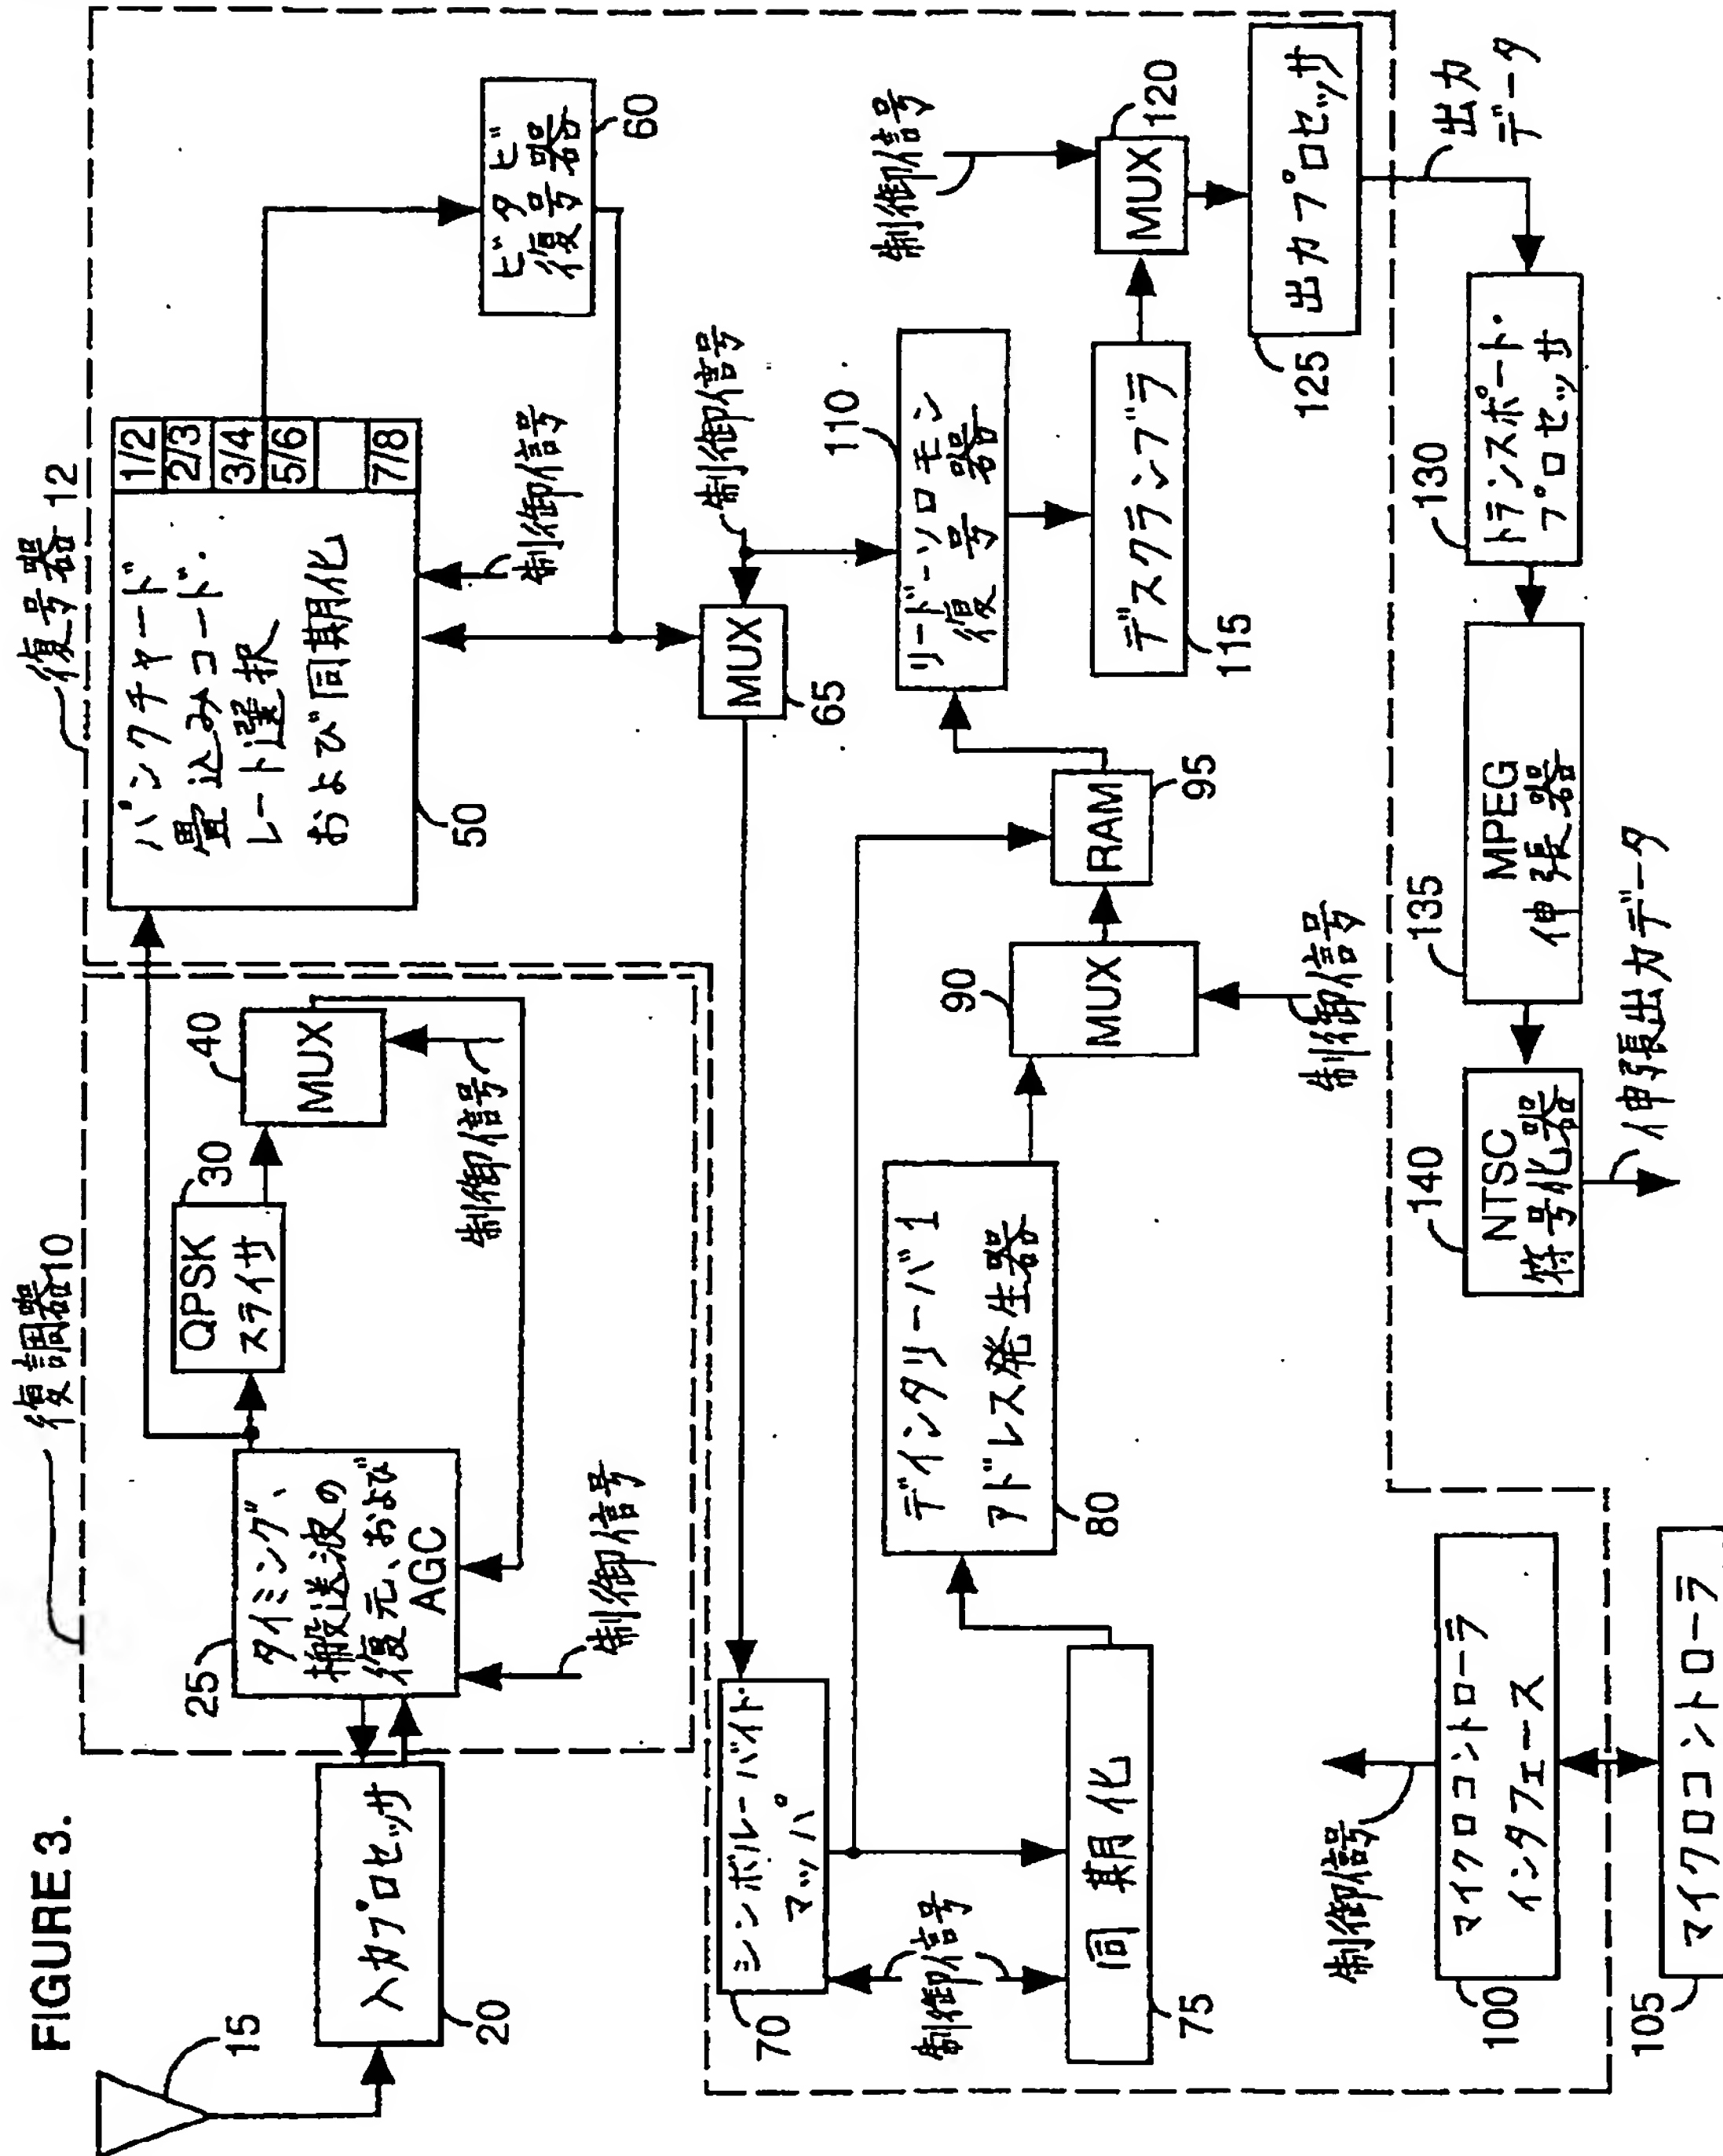 FIGURE 3.
15
入力プロセッサ
20
復調器10
25
タイミング、
搬送波の
復元、および
AGC
制御信号
QPSK
スライサ
30
MUX
40
制御信号
復号器12
パンクチャード
畳込みコード.
レート選択
および同期化
1/2
2/3
3/4
5/6
7/8
50
制御信号
ビタビ
復号器
60
MUX
65
制御信号
シンボルーバイト
マッパ
70
制御信号
同期化
75
デインタリーバ1
アドレス発生器
80
MUX
90
制御信号
RAM
95
リードーソロモン
復号器
110
デスクランブラ
115
制御信号
MUX
120
出力プロセッサ
125
出力
データ
制御信号
マイクロコントローラ
インタフェース
100
マイクロコントローラ
105
トランスポート・
プロセッサ
130
MPEG
伸張器
135
NTSC
符号化器
140
伸張出力データ